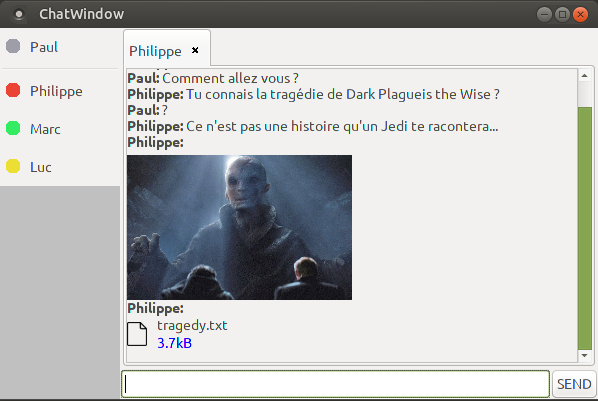 ChatWindow
Paul
Philippe
Marc
Luc
Philippe ×
Paul: Comment allez vous ?
Philippe: Tu connais la tragédie de Dark Plagueis the Wise ?
Paul: ?
Philippe: Ce n'est pas une histoire qu'un Jedi te racontera...
Philippe:
Philippe:
tragedy.txt
3.7kB
SEND